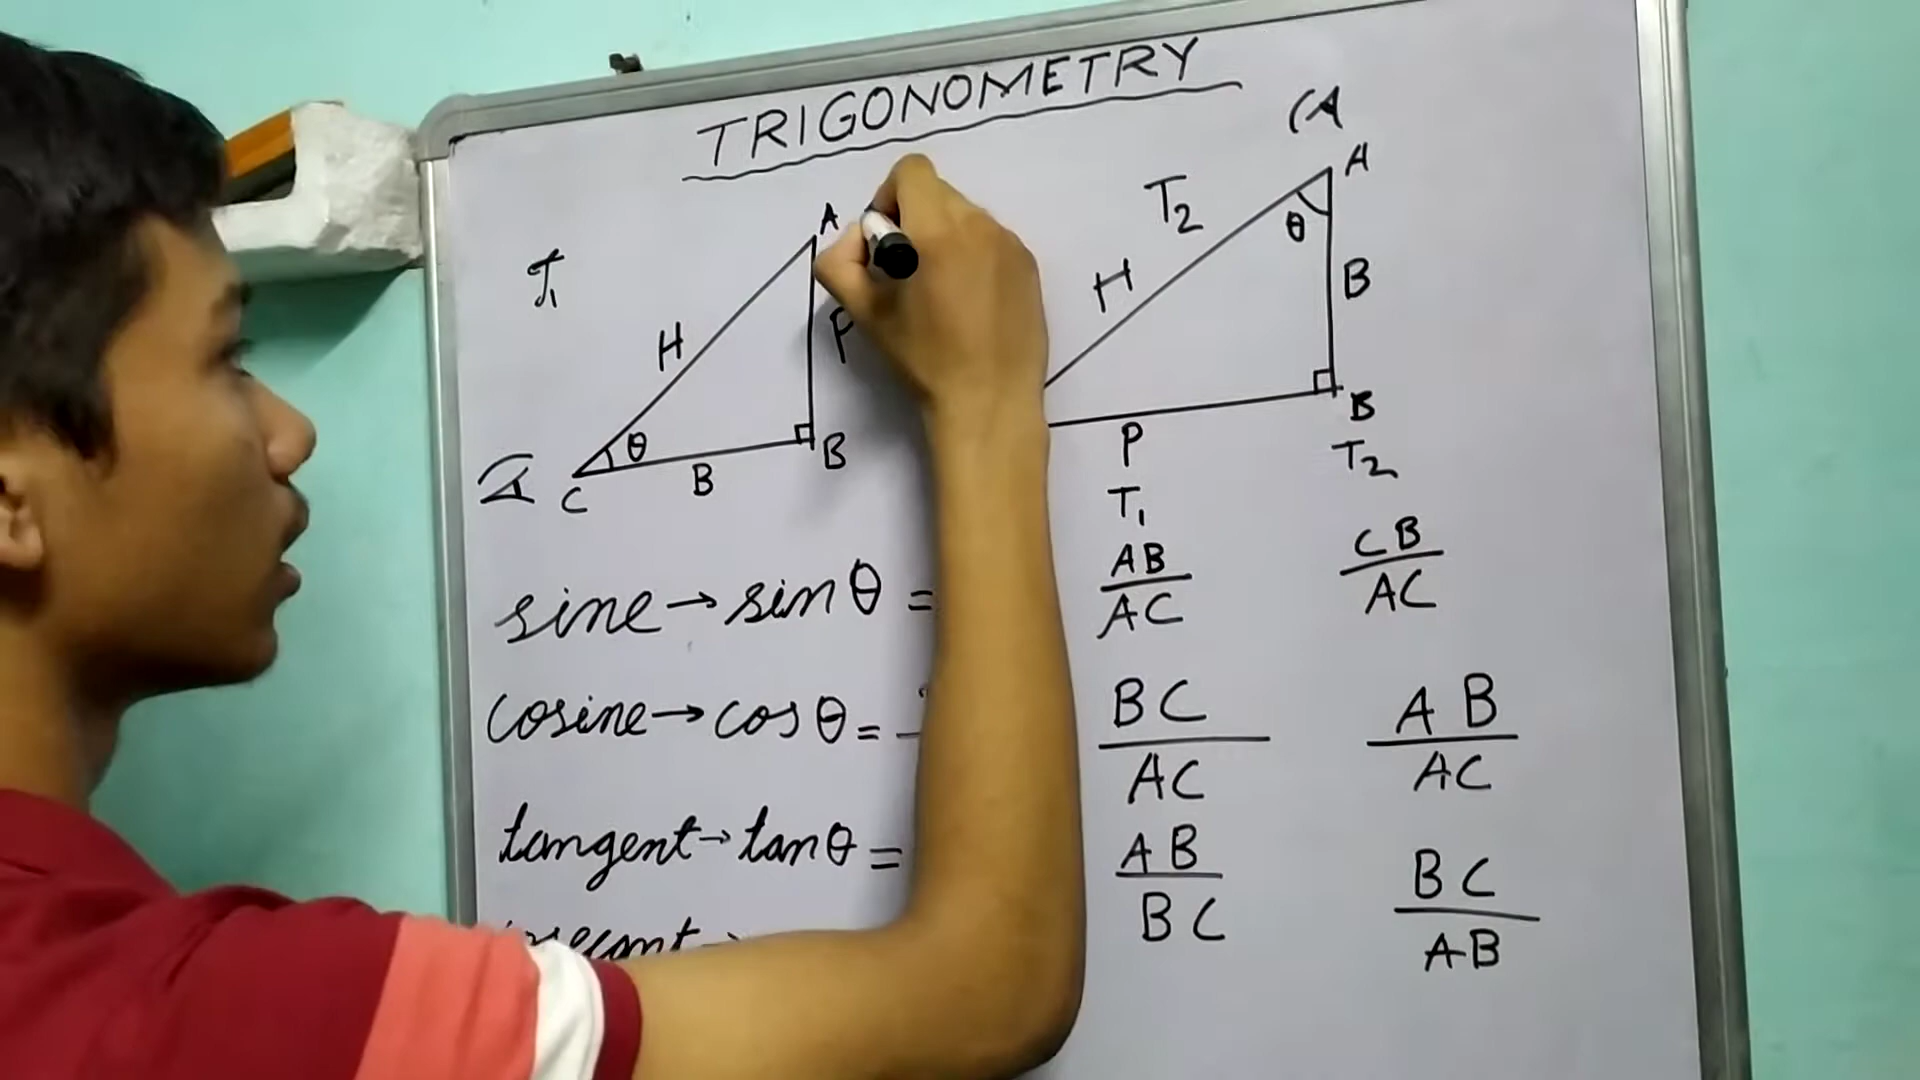 TRIGONOMETRY
T₁
A
H
P
θ
C
B
B
A
T₂
A
θ
H
B
B
P
T₁
T₂
sine → sin θ =
AB/AC
CB/AC
cosine → cos θ =
BC/AC
AB/AC
tangent → tan θ =
AB/BC
BC/AB